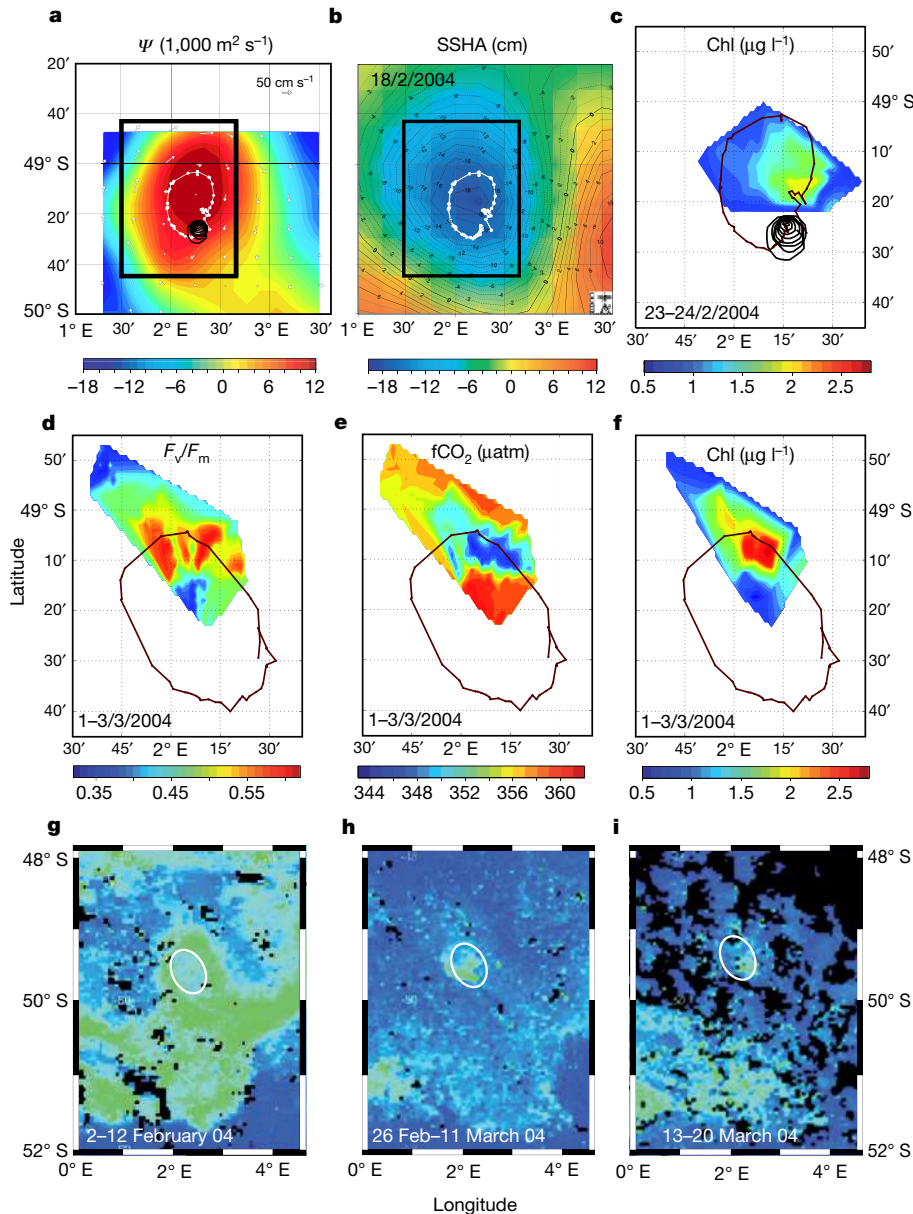 a
Ψ (1,000 m² s⁻¹)
50 cm s⁻¹
20′
40′
49° S
20′
40′
50° S
1° E 30′ 2° E 30′ 3° E 30′
–18 –12 –6 0 6 12
b
SSHA (cm)
18/2/2004
1° E 30′ 2° E 30′ 3° E 30′
–18 –12 –6 0 6 12
c
Chl (μg l⁻¹)
50′
49° S
10′
20′
30′
40′
23–24/2/2004
30′ 45′ 2° E 15′ 30′
0.5 1 1.5 2 2.5
d
Fv/Fm
50′
49° S
10′
20′
30′
40′
Latitude
1–3/3/2004
30′ 45′ 2° E 15′ 30′
0.35 0.45 0.55
e
fCO₂ (μatm)
1–3/3/2004
30′ 45′ 2° E 15′ 30′
344 348 352 356 360
f
Chl (μg l⁻¹)
50′
49° S
10′
20′
30′
40′
1–3/3/2004
30′ 45′ 2° E 15′ 30′
0.5 1 1.5 2 2.5
g
48° S
50° S
52° S
2–12 February 04
0° E 2° E 4° E
h
26 Feb–11 March 04
0° E 2° E 4° E
i
48° S
50° S
52° S
13–20 March 04
0° E 2° E 4° E
Longitude